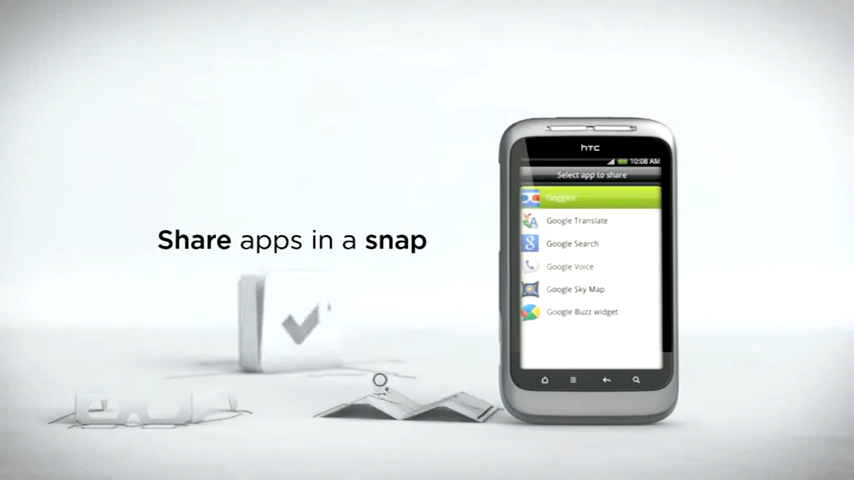 Share apps in a snap
hTC
10:08 AM
Select app to share
Goggles
Google Translate
Google Search
Google Voice
Google Sky Map
Google Buzz widget